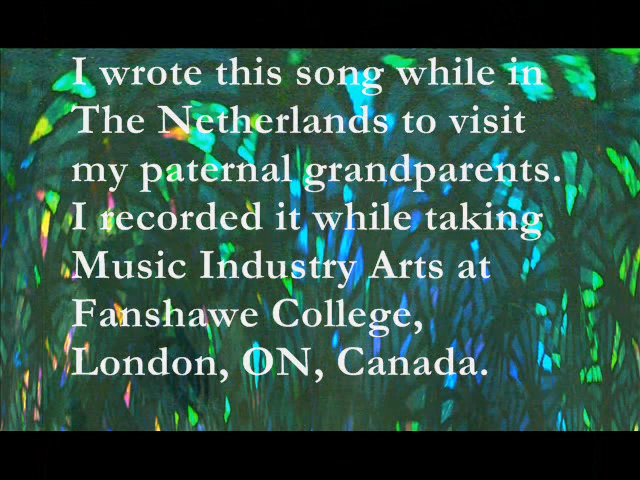 I wrote this song while in
The Netherlands to visit
my paternal grandparents.
I recorded it while taking
Music Industry Arts at
Fanshawe College,
London, ON, Canada.